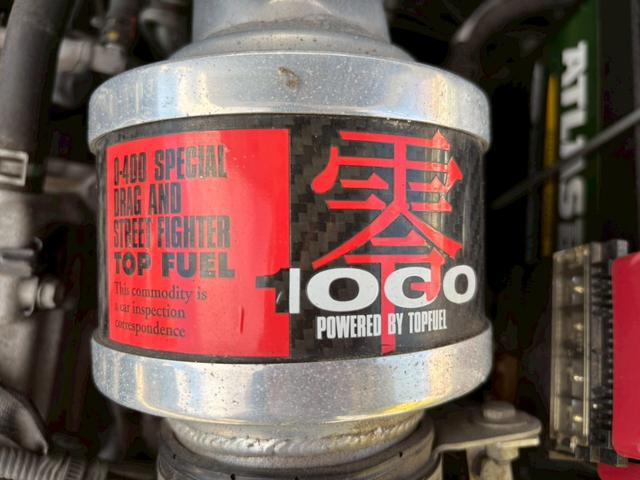 0-400 SPECIAL
DRAG AND
STREET FIGHTER
TOP FUEL
This commodity is
a car inspection
correspondence
零
1000
POWERED BY TOPFUEL